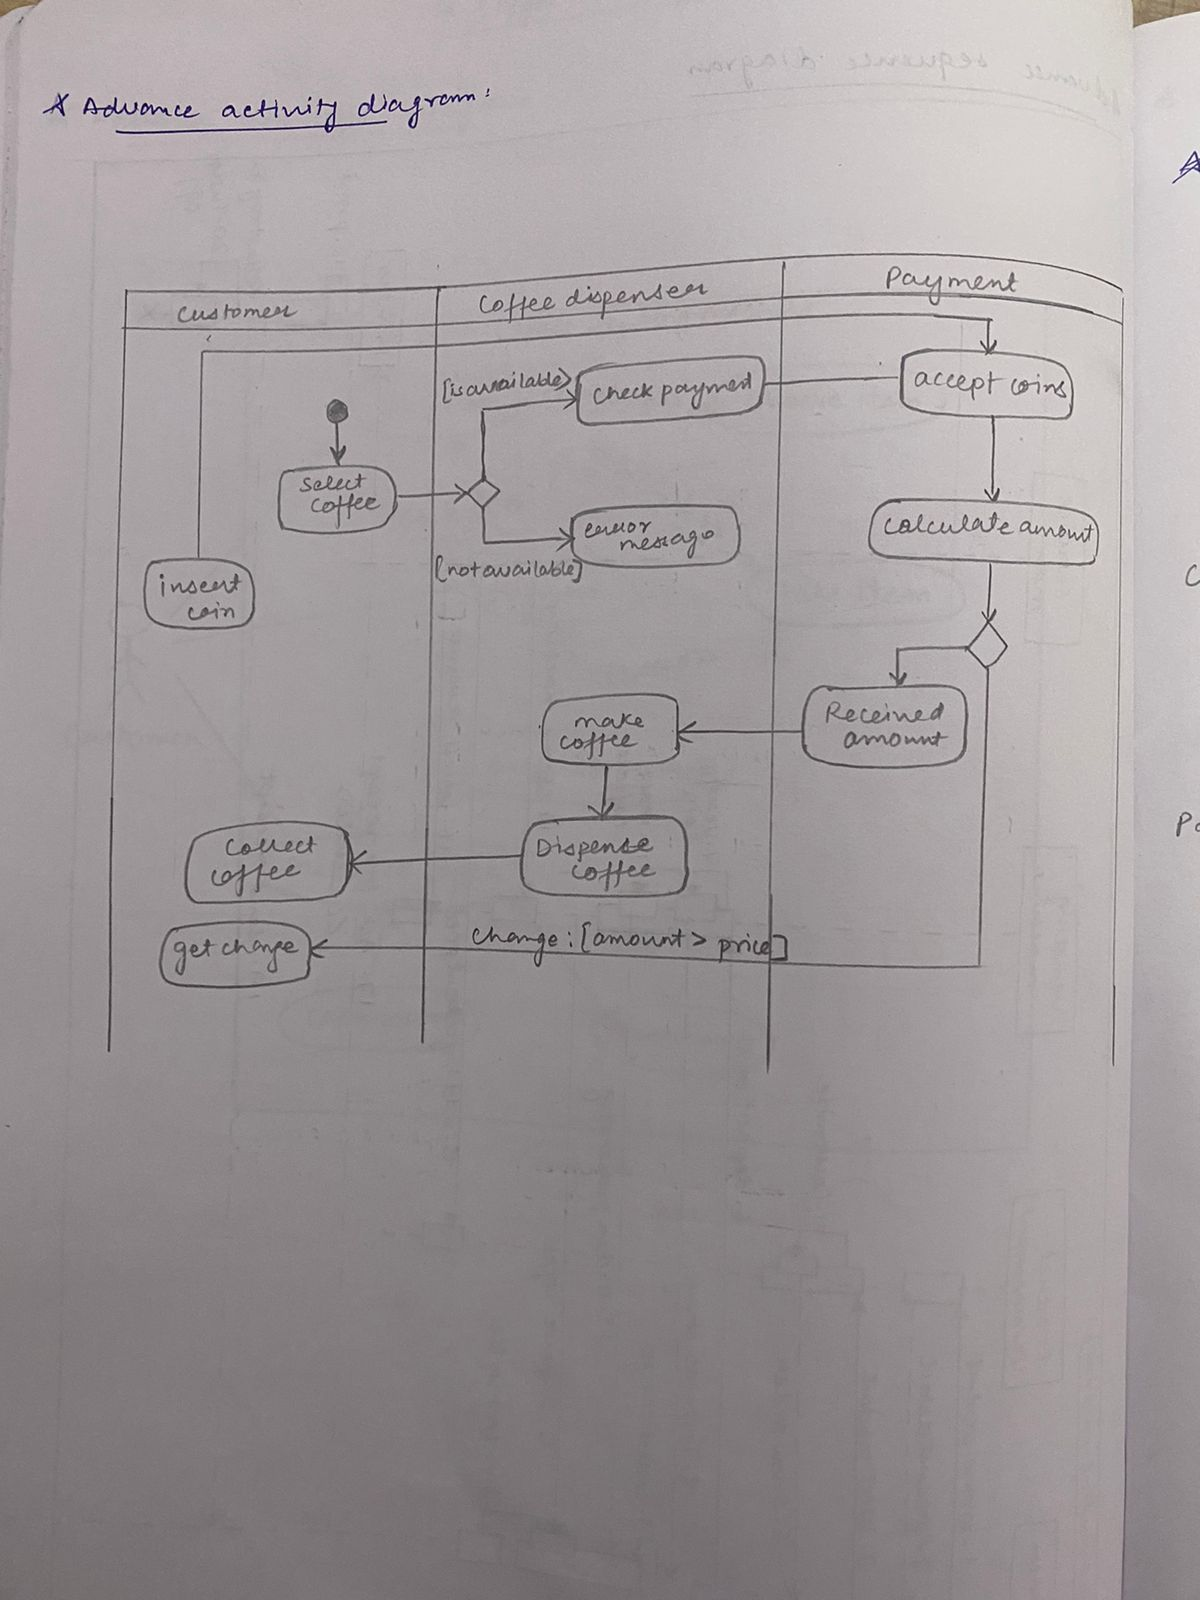 * Advance activity diagram:
Customer
Coffee dispenser
Payment
[is available>
check payment
accept coins
Select
coffee
calculate amount
error
message
[not available]
insert
coin
make
coffee
Received
amount
Collect
coffee
Dispense
coffee
get change
change: [amount > price]